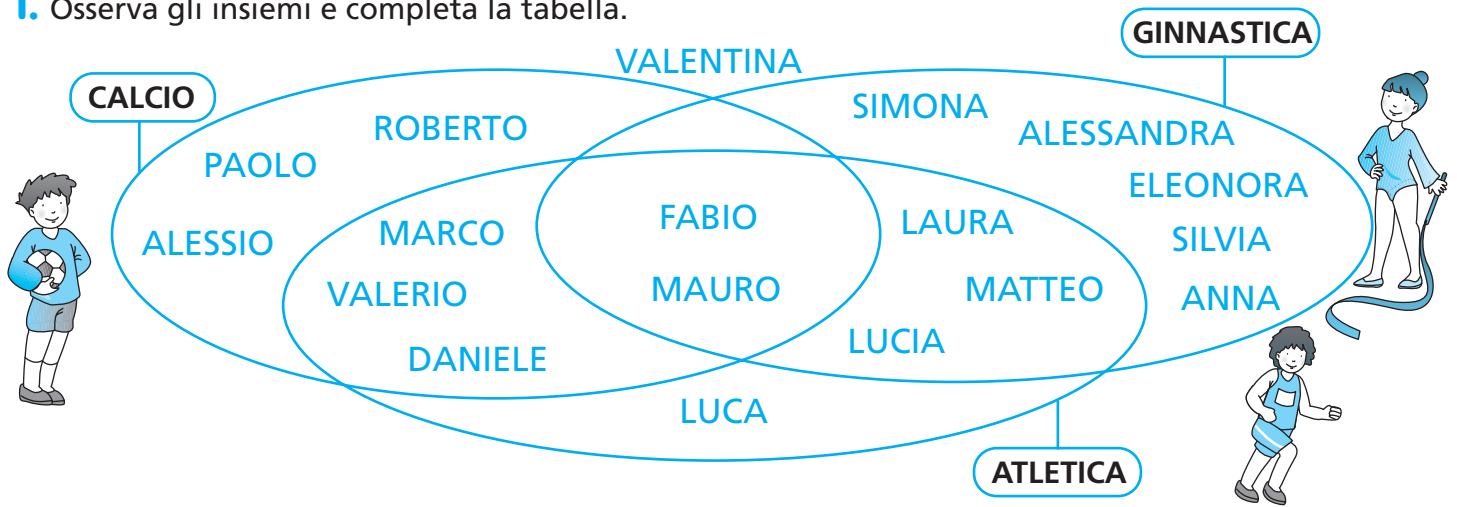 1. Osserva gli insiemi e completa la tabella.
GINNASTICA
VALENTINA
CALCIO
SIMONA
ROBERTO
ALESSANDRA
PAOLO
ELEONORA
FABIO
LAURA
MARCO
ALESSIO
SILVIA
VALERIO
MAURO
MATTEO
ANNA
LUCIA
DANIELE
LUCA
ATLETICA